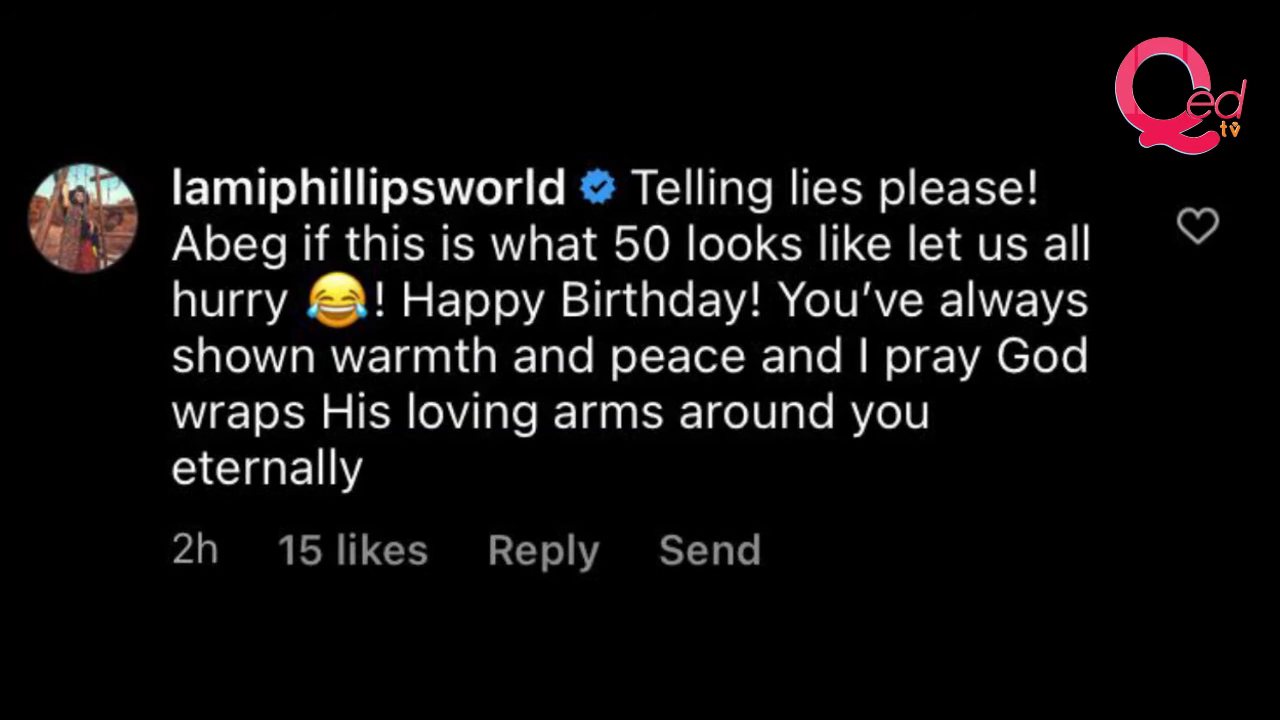 Qed
tv
lamiphillipsworld Telling lies please!
Abeg if this is what 50 looks like let us all
hurry 😂! Happy Birthday! You’ve always
shown warmth and peace and I pray God
wraps His loving arms around you
eternally
2h 15 likes Reply Send